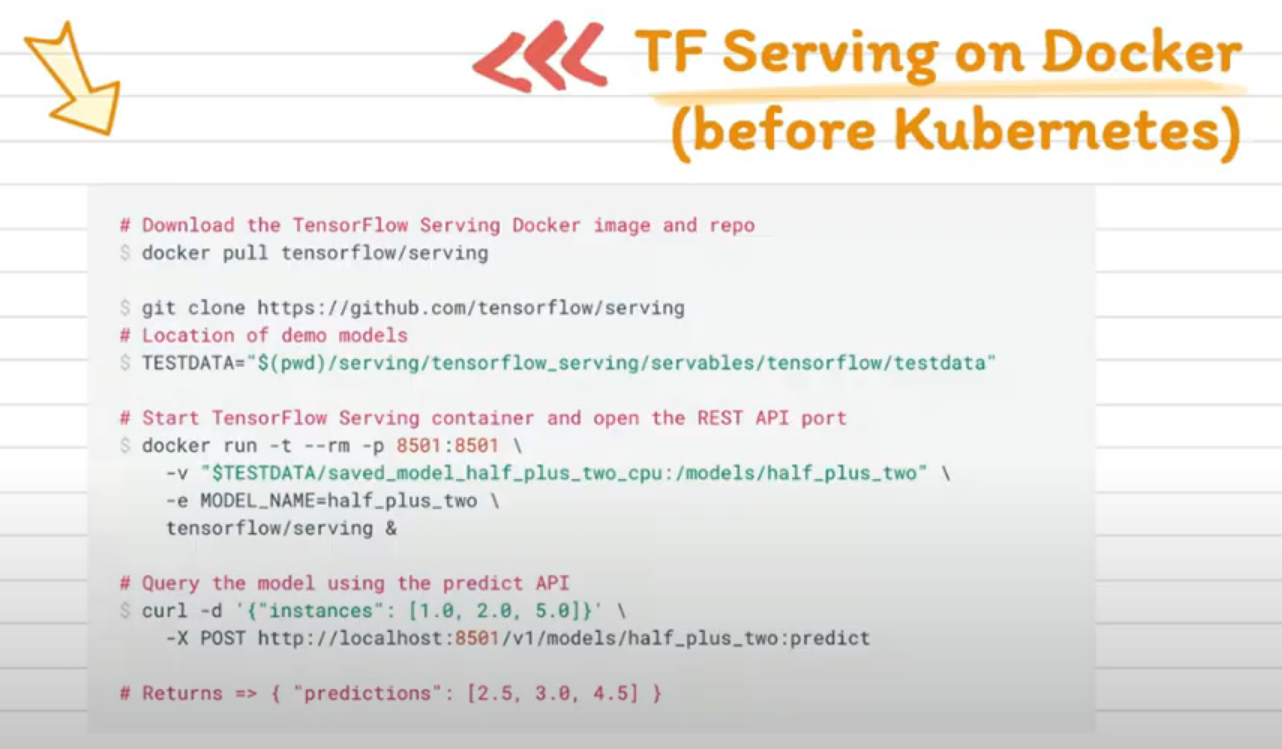 TF Serving on Docker
(before Kubernetes)
# Download the TensorFlow Serving Docker image and repo
$ docker pull tensorflow/serving
$ git clone https://github.com/tensorflow/serving
# Location of demo models
$ TESTDATA="$(pwd)/serving/tensorflow_serving/servables/tensorflow/testdata"
# Start TensorFlow Serving container and open the REST API port
$ docker run -t --rm -p 8501:8501 \
-v "$TESTDATA/saved_model_half_plus_two_cpu:/models/half_plus_two" \
-e MODEL_NAME=half_plus_two \
tensorflow/serving &
# Query the model using the predict API
$ curl -d '{"instances": [1.0, 2.0, 5.0]}' \
-X POST http://localhost:8501/v1/models/half_plus_two:predict
# Returns => { "predictions": [2.5, 3.0, 4.5] }